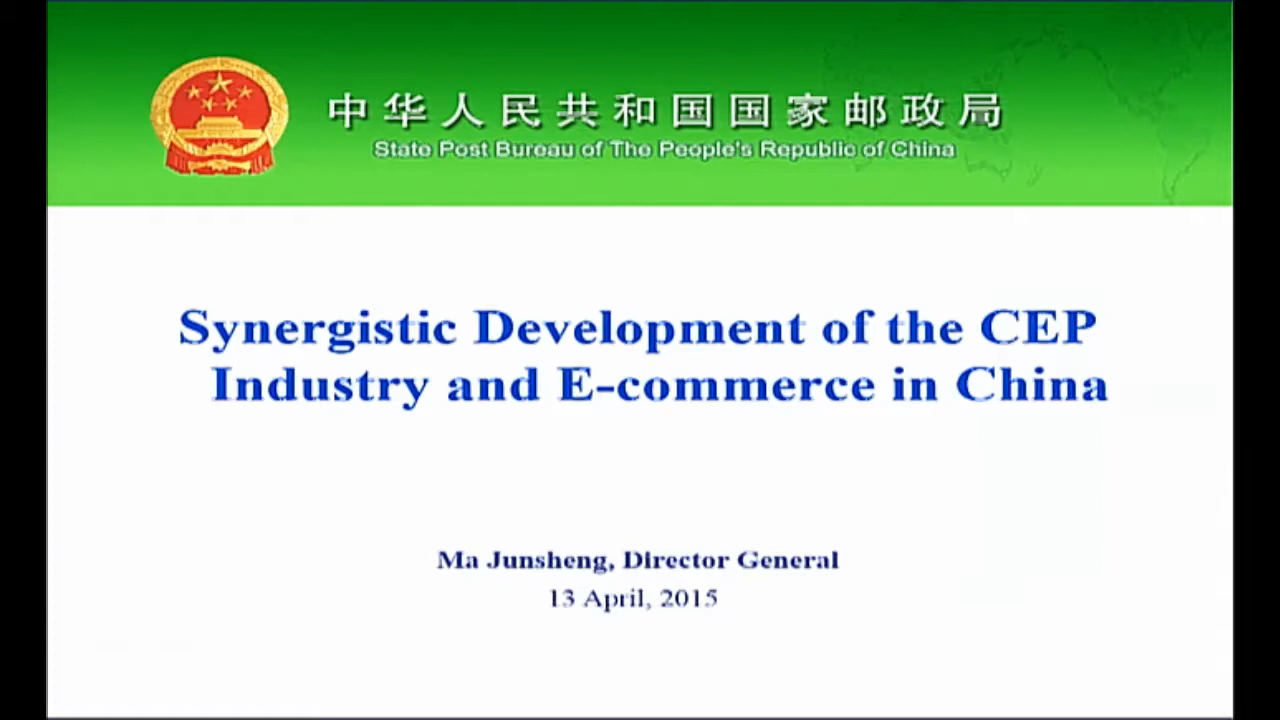 中华人民共和国国家邮政局
State Post Bureau of The People's Republic of China
Synergistic Development of the CEP
Industry and E-commerce in China
Ma Junsheng, Director General
13 April, 2015